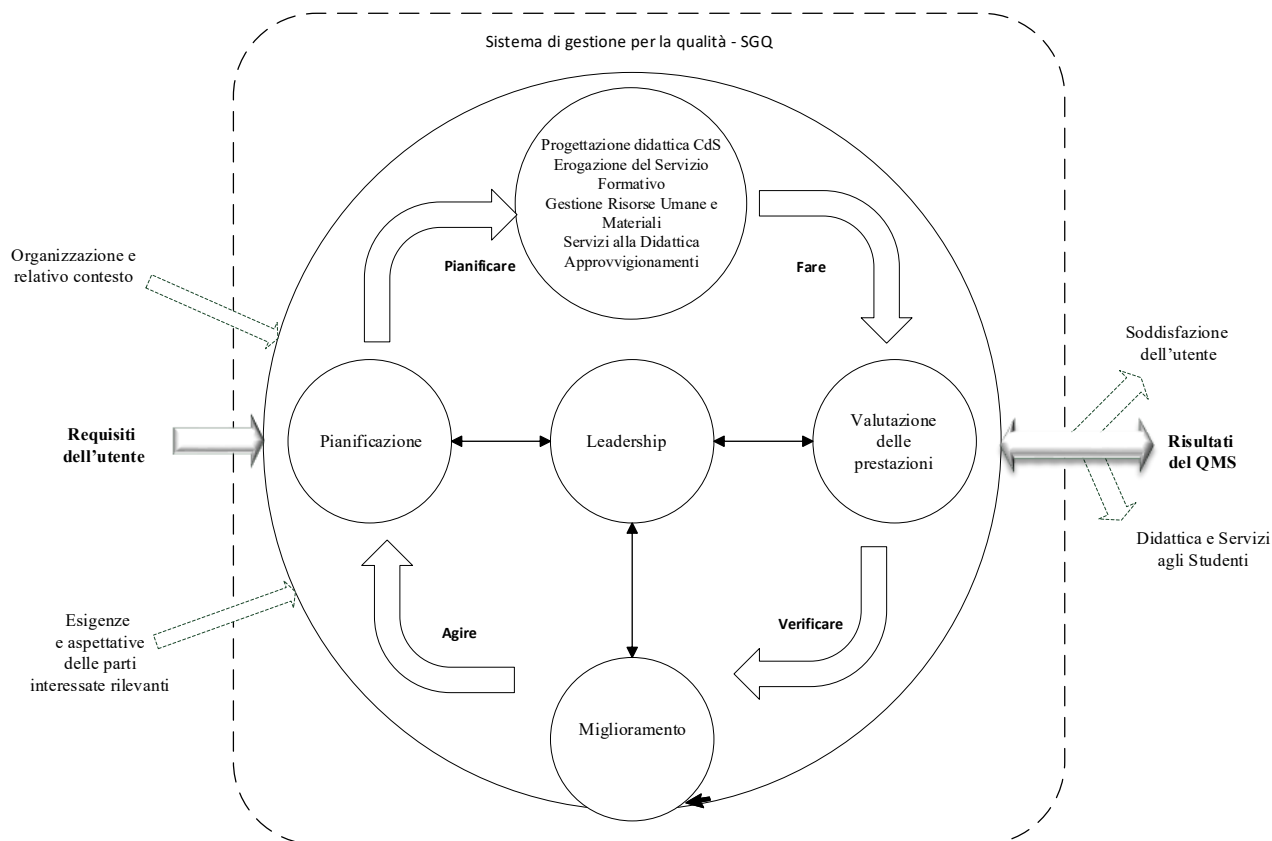 Sistema di gestione per la qualità - SGQ
Progettazione didattica CdS
Erogazione del Servizio
Formativo
Gestione Risorse Umane e
Materiali
Servizi alla Didattica
Approvvigionamenti
Pianificare
Fare
Organizzazione e
relativo contesto
Soddisfazione
dell'utente
Requisiti
dell'utente
Pianificazione
Leadership
Valutazione
delle
prestazioni
Risultati
del QMS
Didattica e Servizi
agli Studenti
Esigenze
e aspettative
delle parti
interessate rilevanti
Agire
Verificare
Miglioramento